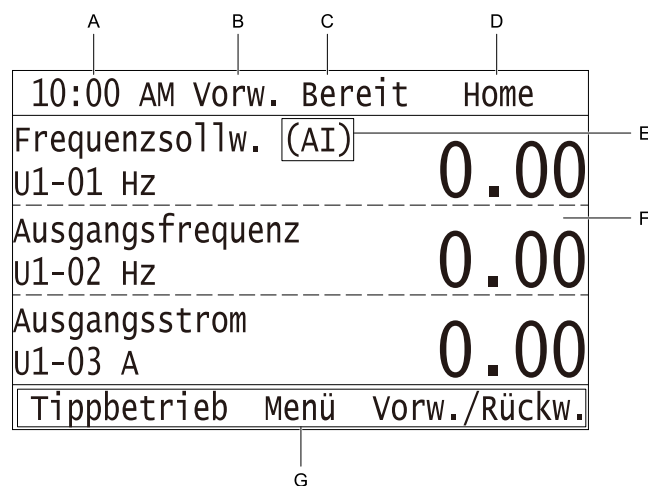 A B C D
10:00 AM Vorw. Bereit Home
Frequenzsollw. (AI) E
U1-01 Hz 0.00
F
Ausgangsfrequenz
U1-02 Hz 0.00
Ausgangsstrom
U1-03 A 0.00
Tippbetrieb Menü Vorw./Rückw.
G